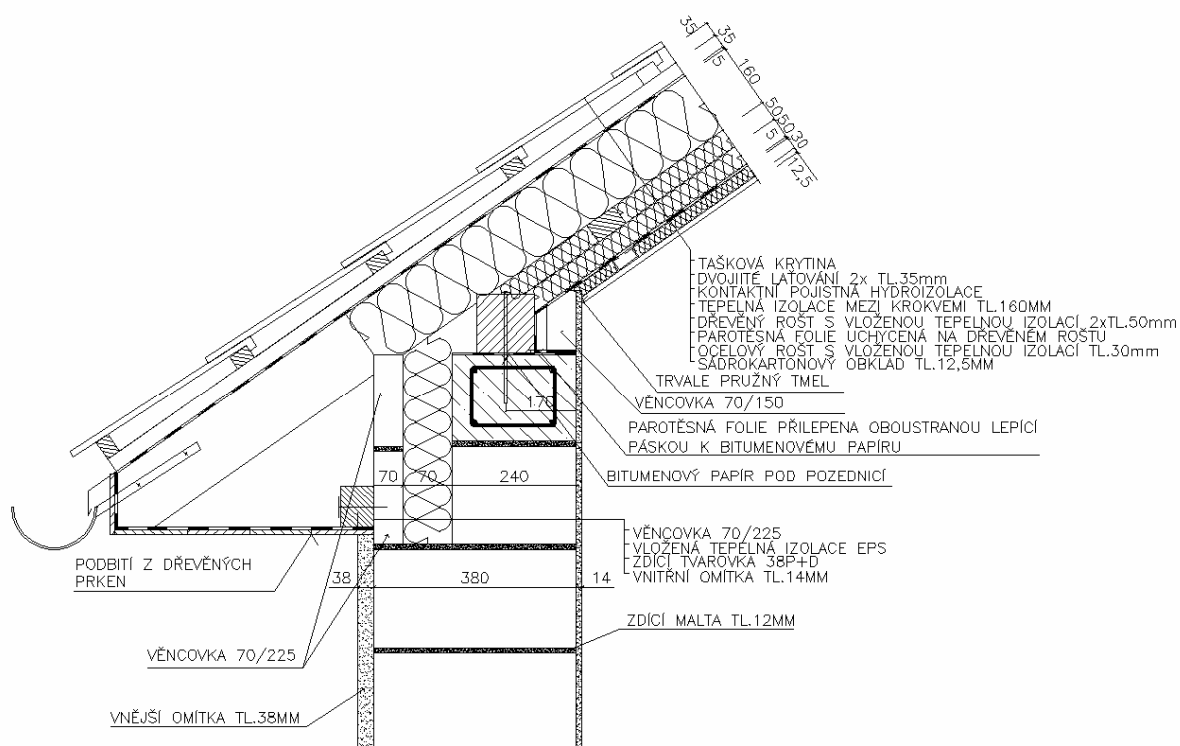 35
35
5
160
50
50
5
30
12,5
TAŠKOVÁ KRYTINA
DVOJIITÉ LAŤOVÁNÍ 2x TL.35mm
KONTAKTNÍ POJISTNÁ HYDROIZOLACE
TEPELNÁ IZOLACE MEZI KROKVEMI TL.160MM
DŘEVĚNÝ ROŠT S VLOŽENOU TEPELNOU IZOLACÍ 2xTL.50mm
PAROTĚSNÁ FOLIE UCHYCENA NA DŘEVĚNÉM ROŠTU
OCELOVÝ ROŠT S VLOŽENOU TEPELNOU IZOLACÍ TL.30mm
SÁDROKARTONOVÝ OBKLAD TL.12,5MM
TRVALE PRUŽNÝ TMEL
170
VĚNCOVKA 70/150
PAROTĚSNÁ FOLIE PŘILEPENA OBOUSTRANOU LEPÍCÍ
PÁSKOU K BITUMENOVÉMU PAPÍRU
70
70
240
BITUMENOVÝ PAPÍR POD POZEDNICÍ
VĚNCOVKA 70/225
VLOŽENÁ TEPELNÁ IZOLACE EPS
ZDÍCÍ TVAROVKA 38P+D
VNITŘNÍ OMÍTKA TL.14MM
PODBITÍ Z DŘEVĚNÝCH
PRKEN
38
380
14
ZDÍCÍ MALTA TL.12MM
VĚNCOVKA 70/225
VNĚJŠÍ OMÍTKA TL.38MM